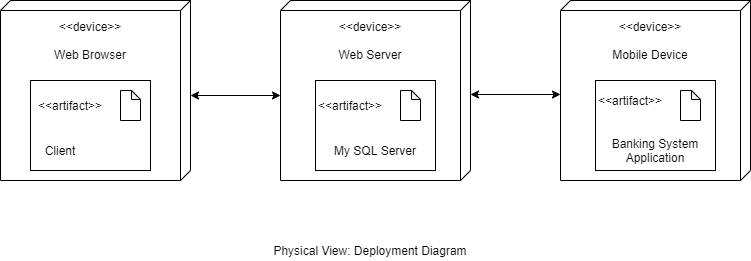 <<device>>
Web Browser
<<artifact>>
Client
<<device>>
Web Server
<<artifact>>
My SQL Server
<<device>>
Mobile Device
<<artifact>>
Banking System
Application
Physical View: Deployment Diagram